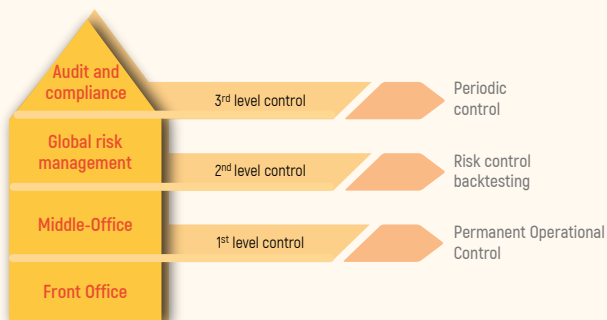 Audit and
compliance
3rd level control
Periodic
control
Global risk
management
2nd level control
Risk control
backtesting
Middle-Office
1st level control
Permanent Operational
Control
Front Office